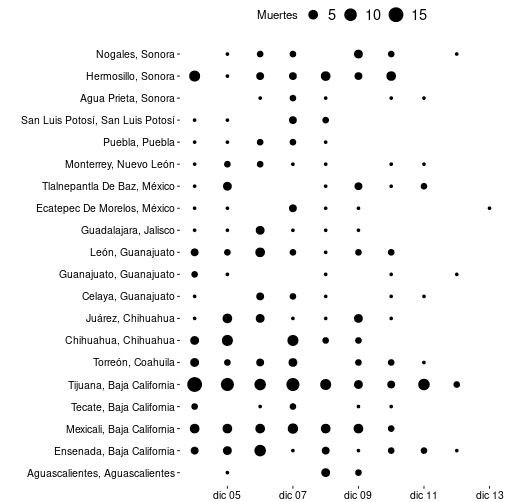 Muertes 5 10 15
Nogales, Sonora
Hermosillo, Sonora
Agua Prieta, Sonora
San Luis Potosí, San Luis Potosí
Puebla, Puebla
Monterrey, Nuevo León
Tlalnepantla De Baz, México
Ecatepec De Morelos, México
Guadalajara, Jalisco
León, Guanajuato
Guanajuato, Guanajuato
Celaya, Guanajuato
Juárez, Chihuahua
Chihuahua, Chihuahua
Torreón, Coahuila
Tijuana, Baja California
Tecate, Baja California
Mexicali, Baja California
Ensenada, Baja California
Aguascalientes, Aguascalientes
dic 05 dic 07 dic 09 dic 11 dic 13